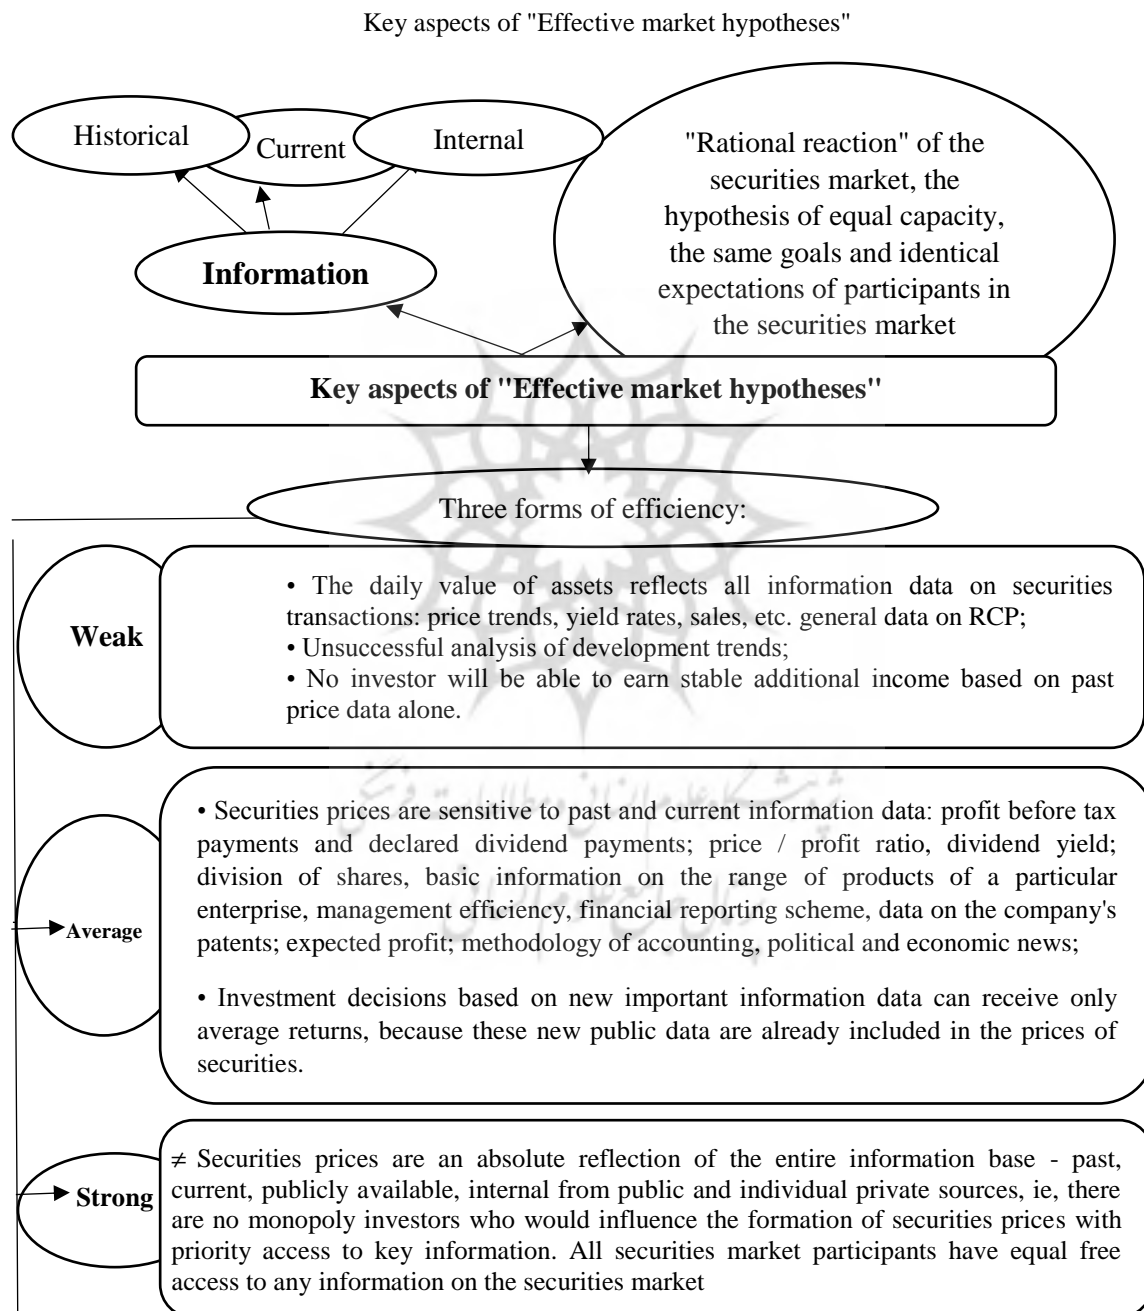 Key aspects of "Effective market hypotheses"
Historical
Current
Internal
Information
"Rational reaction" of the
securities market, the
hypothesis of equal capacity,
the same goals and identical
expectations of participants in
the securities market
Key aspects of "Effective market hypotheses"
Three forms of efficiency:
Weak
• The daily value of assets reflects all information data on securities
transactions: price trends, yield rates, sales, etc. general data on RCP;
• Unsuccessful analysis of development trends;
• No investor will be able to earn stable additional income based on past
price data alone.
Average
• Securities prices are sensitive to past and current information data: profit before tax
payments and declared dividend payments; price / profit ratio, dividend yield;
division of shares, basic information on the range of products of a particular
enterprise, management efficiency, financial reporting scheme, data on the company's
patents; expected profit; methodology of accounting, political and economic news;
• Investment decisions based on new important information data can receive only
average returns, because these new public data are already included in the prices of
securities.
پژوهشگاه علوم انسانی و مطالعات فرهنگی
پرتال جامع علوم انسانی
Strong
≠ Securities prices are an absolute reflection of the entire information base - past,
current, publicly available, internal from public and individual private sources, ie, there
are no monopoly investors who would influence the formation of securities prices with
priority access to key information. All securities market participants have equal free
access to any information on the securities market